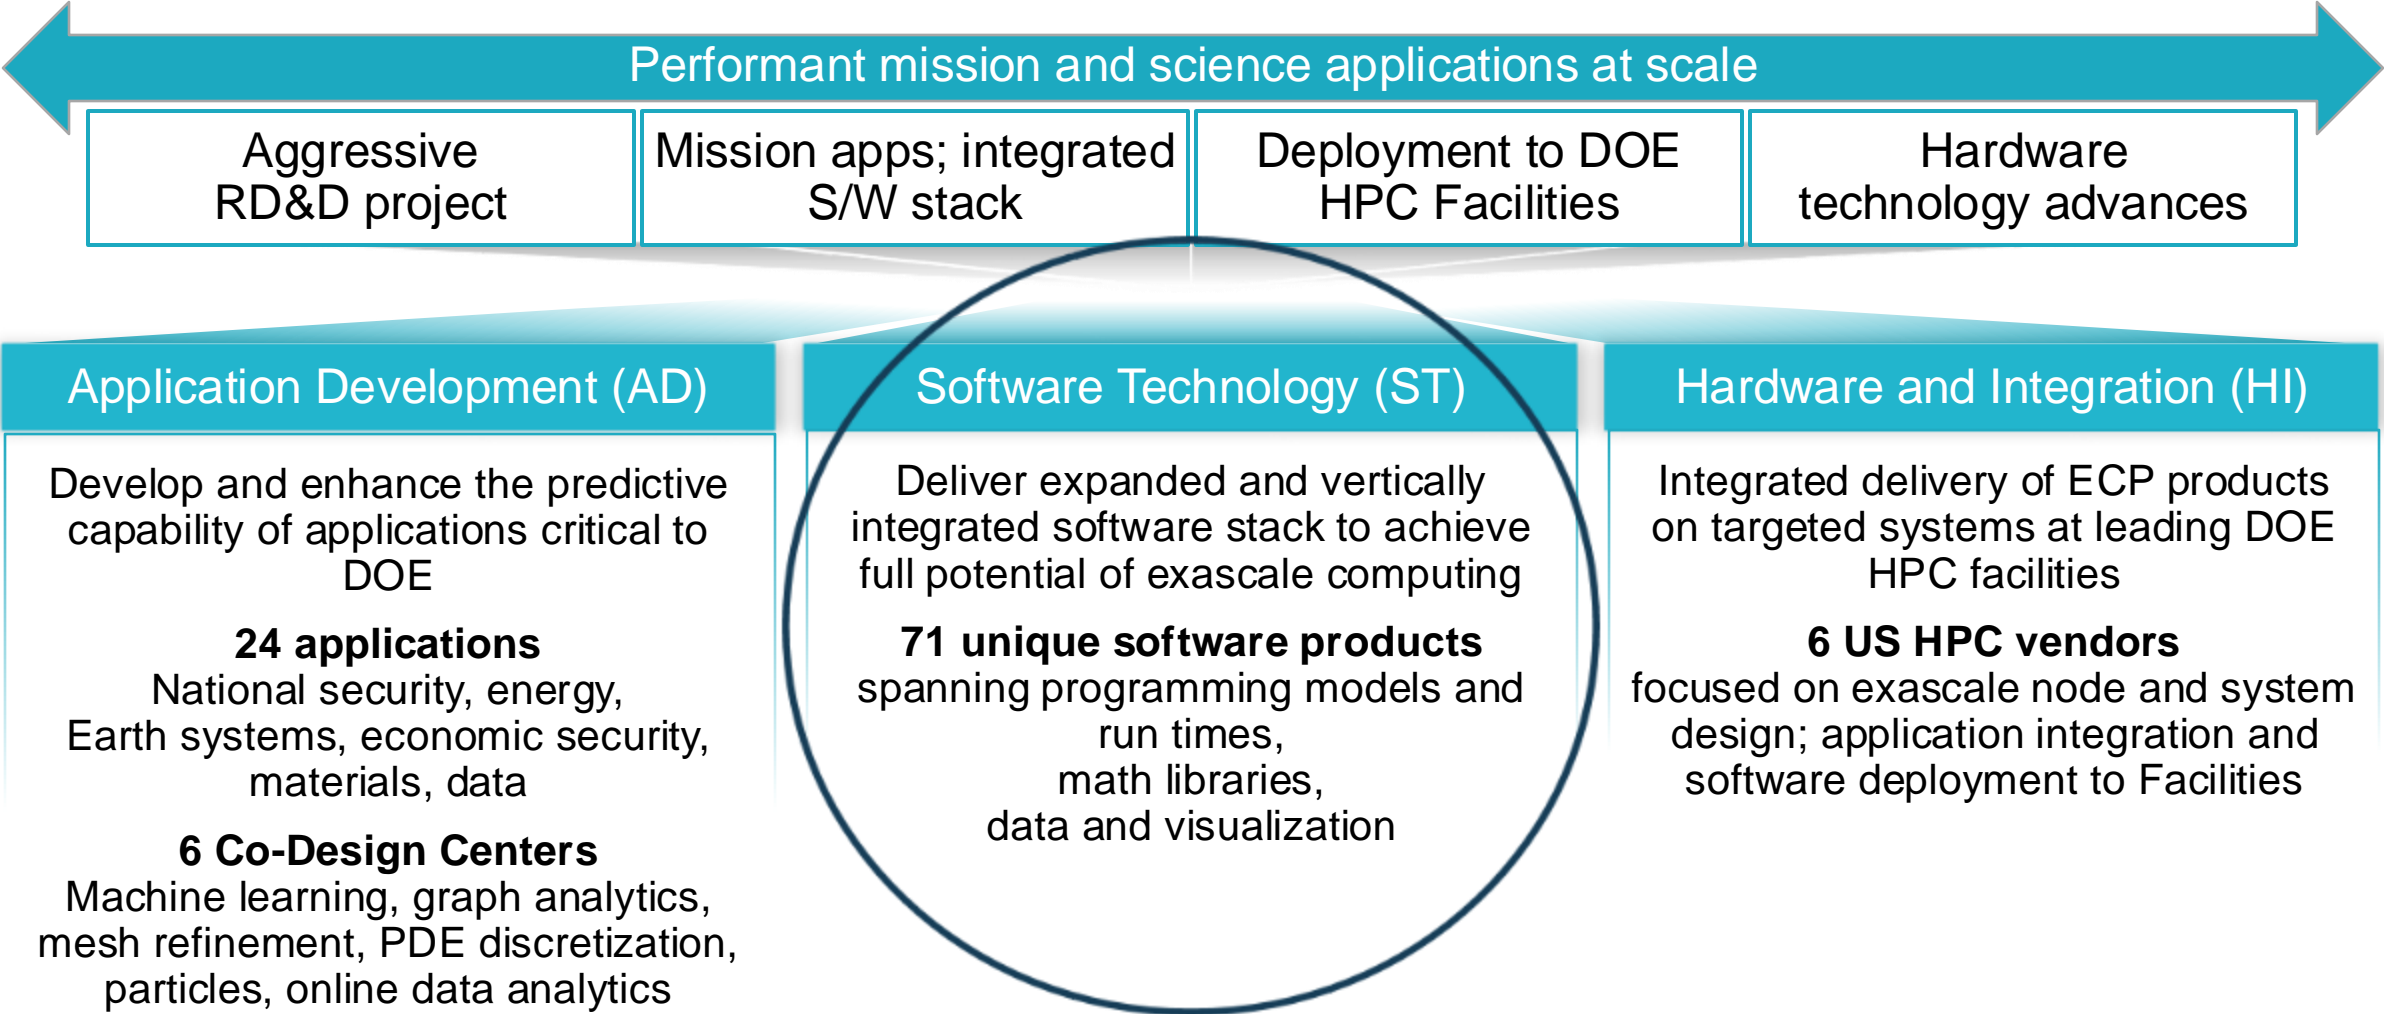 Performant mission and science applications at scale
Aggressive
RD&D project
Mission apps; integrated
S/W stack
Deployment to DOE
HPC Facilities
Hardware
technology advances
Application Development (AD)
Develop and enhance the predictive
capability of applications critical to
DOE
24 applications
National security, energy,
Earth systems, economic security,
materials, data
6 Co-Design Centers
Machine learning, graph analytics,
mesh refinement, PDE discretization,
particles, online data analytics
Software Technology (ST)
Deliver expanded and vertically
integrated software stack to achieve
full potential of exascale computing
71 unique software products
spanning programming models and
run times,
math libraries,
data and visualization
Hardware and Integration (HI)
Integrated delivery of ECP products
on targeted systems at leading DOE
HPC facilities
6 US HPC vendors
focused on exascale node and system
design; application integration and
software deployment to Facilities